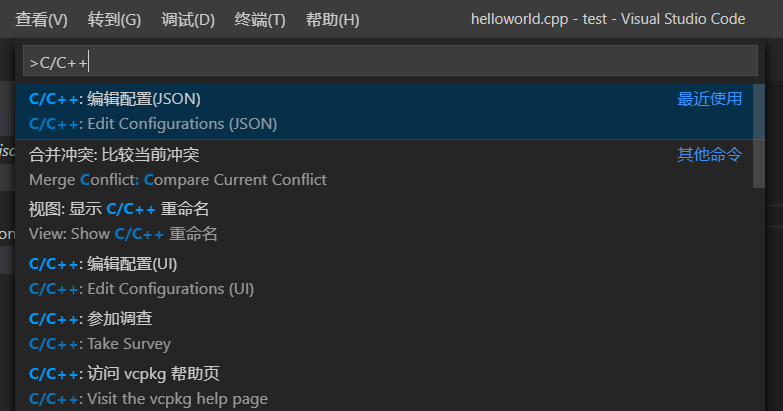 查看(V) 转到(G) 调试(D) 终端(T) 帮助(H) helloworld.cpp - test - Visual Studio Code
>C/C++
C/C++: 编辑配置(JSON) 最近使用
C/C++: Edit Configurations (JSON)
合并冲突: 比较当前冲突 其他命令
Merge Conflict: Compare Current Conflict
视图: 显示 C/C++ 重命名
View: Show C/C++ 重命名
C/C++: 编辑配置(UI)
C/C++: Edit Configurations (UI)
C/C++: 参加调查
C/C++: Take Survey
C/C++: 访问 vcpkg 帮助页
C/C++: Visit the vcpkg help page